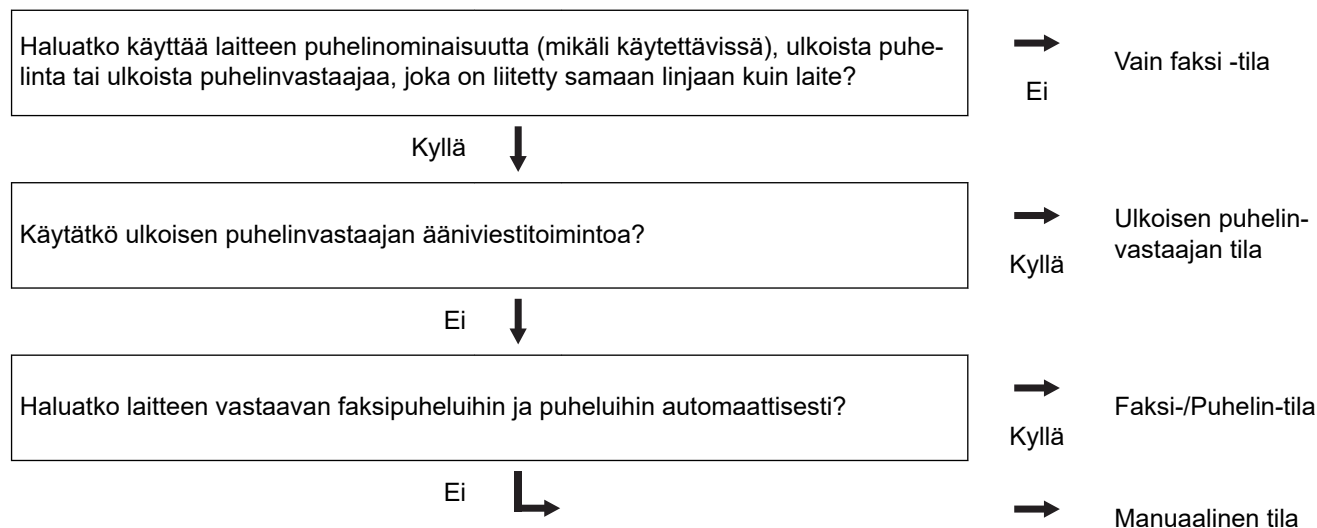 Haluatko käyttää laitteen puhelinominaisuutta (mikäli käytettävissä), ulkoista puhe-
linta tai ulkoista puhelinvastaajaa, joka on liitetty samaan linjaan kuin laite?
Ei
Vain faksi -tila
Kyllä
Käytätkö ulkoisen puhelinvastaajan ääniviestitoimintoa?
Kyllä
Ulkoisen puhelin-
vastaajan tila
Ei
Haluatko laitteen vastaavan faksipuheluihin ja puheluihin automaattisesti?
Kyllä
Faksi-/Puhelin-tila
Ei
Manuaalinen tila